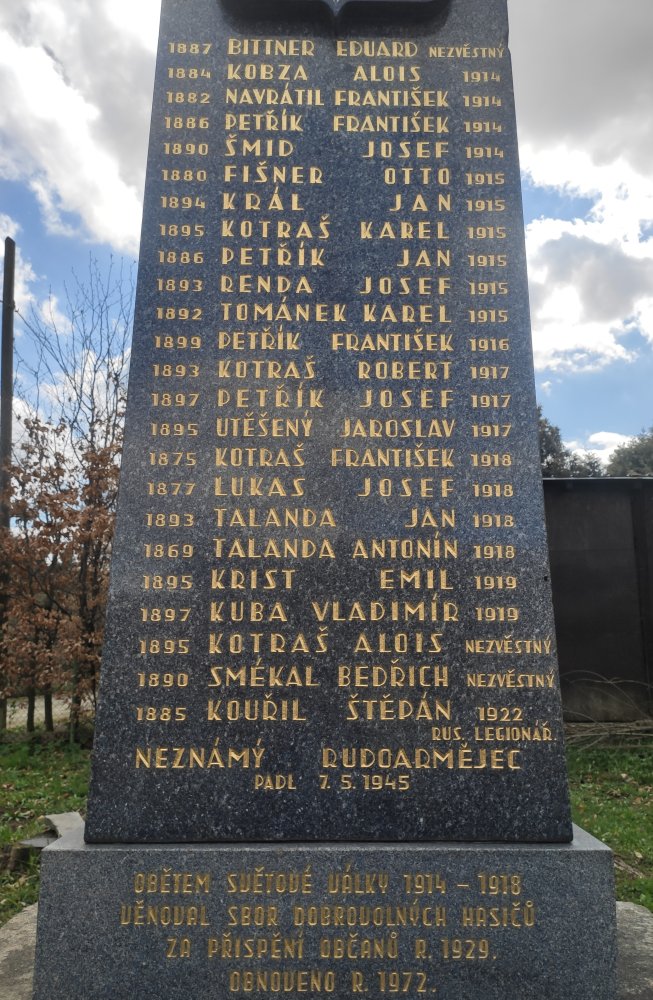 1887 BITTNER EDUARD NEZVĚSTNÝ
1884 KOBZA ALOIS 1914
1882 NAVRÁTIL FRANTIŠEK 1914
1886 PETŘÍK FRANTIŠEK 1914
1890 ŠMID JOSEF 1914
1880 FIŠNER OTTO 1915
1894 KRÁL JAN 1915
1895 KOTRAŠ KAREL 1915
1886 PETŘÍK JAN 1915
1893 RENDA JOSEF 1915
1892 TOMÁNEK KAREL 1915
1899 PETŘÍK FRANTIŠEK 1916
1893 KOTRAŠ ROBERT 1917
1897 PETŘÍK JOSEF 1917
1895 UTĚŠENÝ JAROSLAV 1917
1875 KOTRAŠ FRANTIŠEK 1918
1877 LUKAS JOSEF 1918
1893 TALANDA JAN 1918
1869 TALANDA ANTONÍN 1918
1895 KRIST EMIL 1919
1897 KUBA VLADIMÍR 1919
1895 KOTRAŠ ALOIS NEZVĚSTNÝ
1890 SMÉKAL BEDŘICH NEZVĚSTNÝ
1885 KOUŘIL ŠTĚPÁN 1922
RUS. LEGIONÁŘ.
NEZNÁMÝ RUDOARMĚJEC
PADL 7.5.1945
OBĚTEM SVĚTOVÉ VÁLKY 1914 – 1918
VĚNOVAL SBOR DOBROVOLNÝCH HASIČŮ
ZA PŘISPĚNÍ OBČANŮ R. 1929.
OBNOVENO R. 1972.